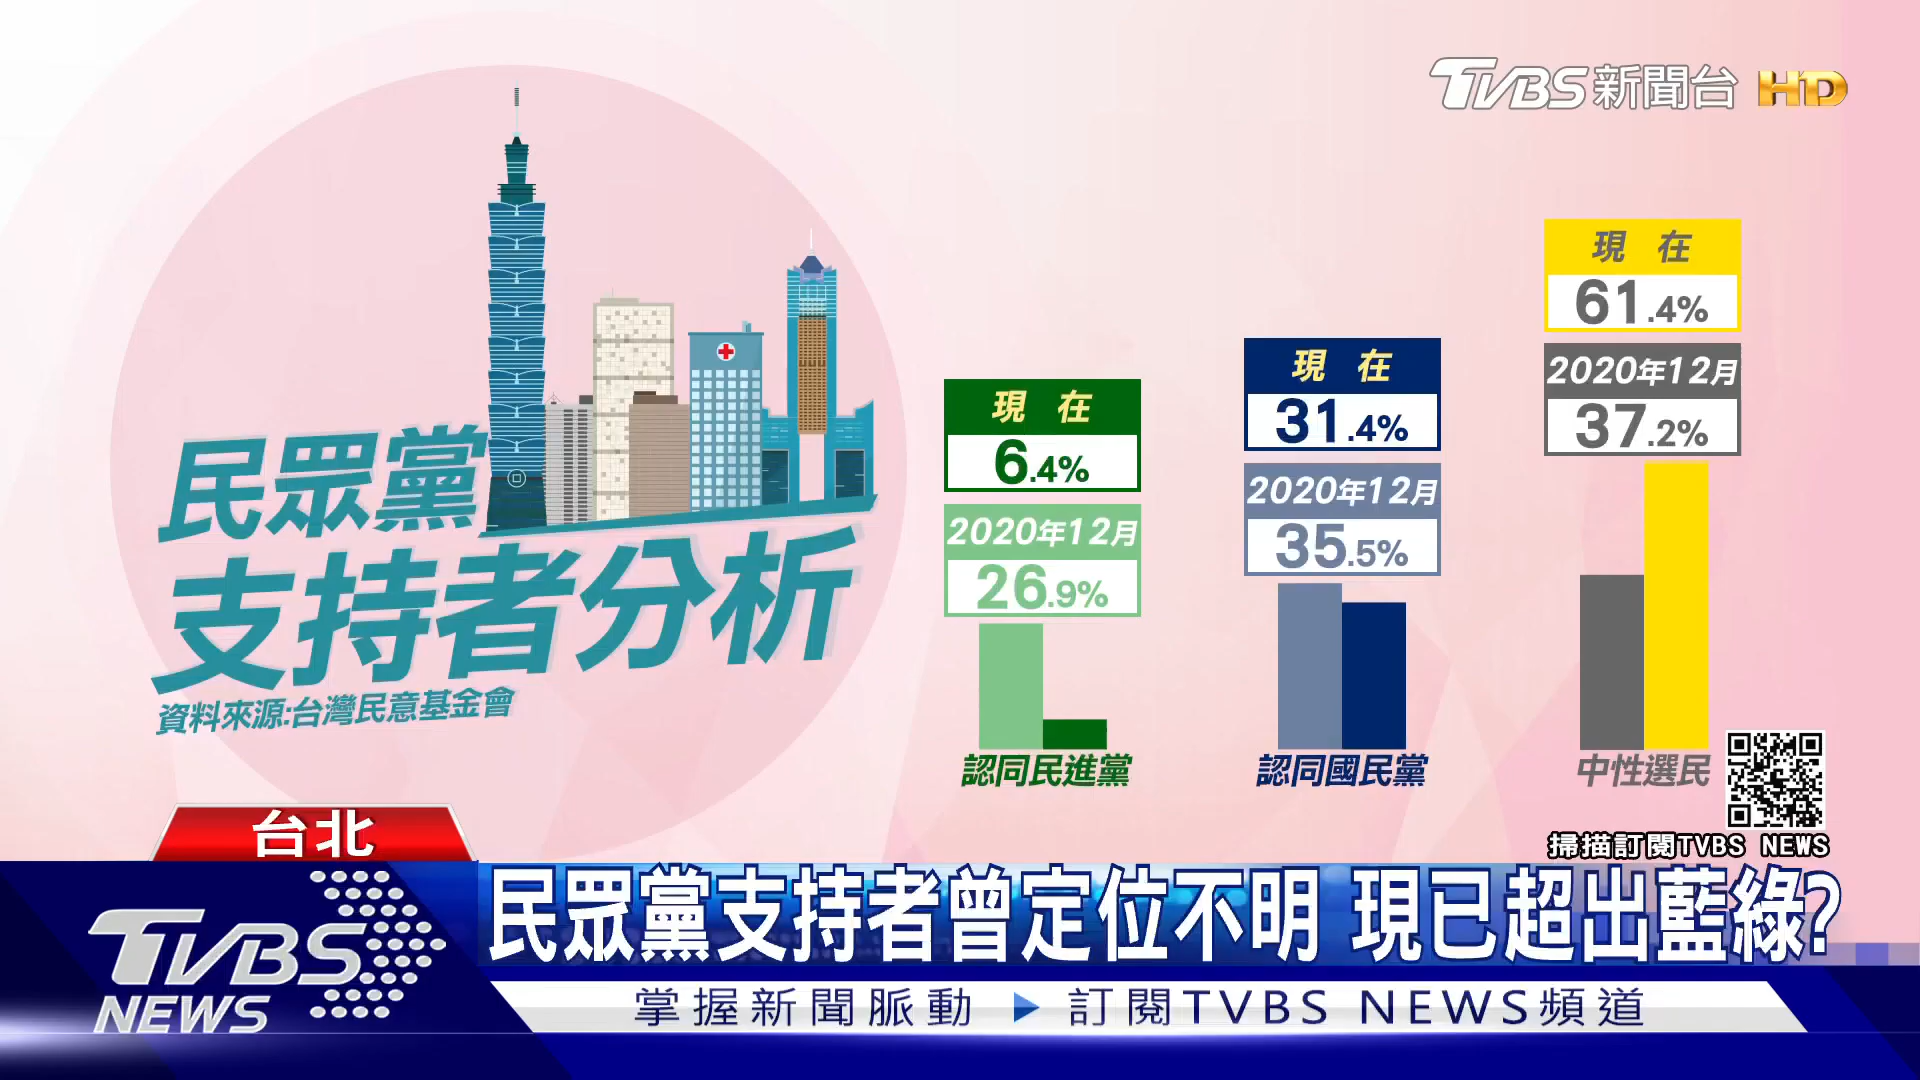 TVBS新聞台 HD
民眾黨
支持者分析
資料來源:台灣民意基金會
現 在
6.4%
2020年12月
26.9%
認同民進黨
現 在
31.4%
2020年12月
35.5%
認同國民黨
現 在
61.4%
2020年12月
37.2%
中性選民
掃描訂閱TVBS NEWS
台北
民眾黨支持者曾定位不明 現已超出藍綠?
TVBS
NEWS
掌握新聞脈動 ▶ 訂閱TVBS NEWS頻道